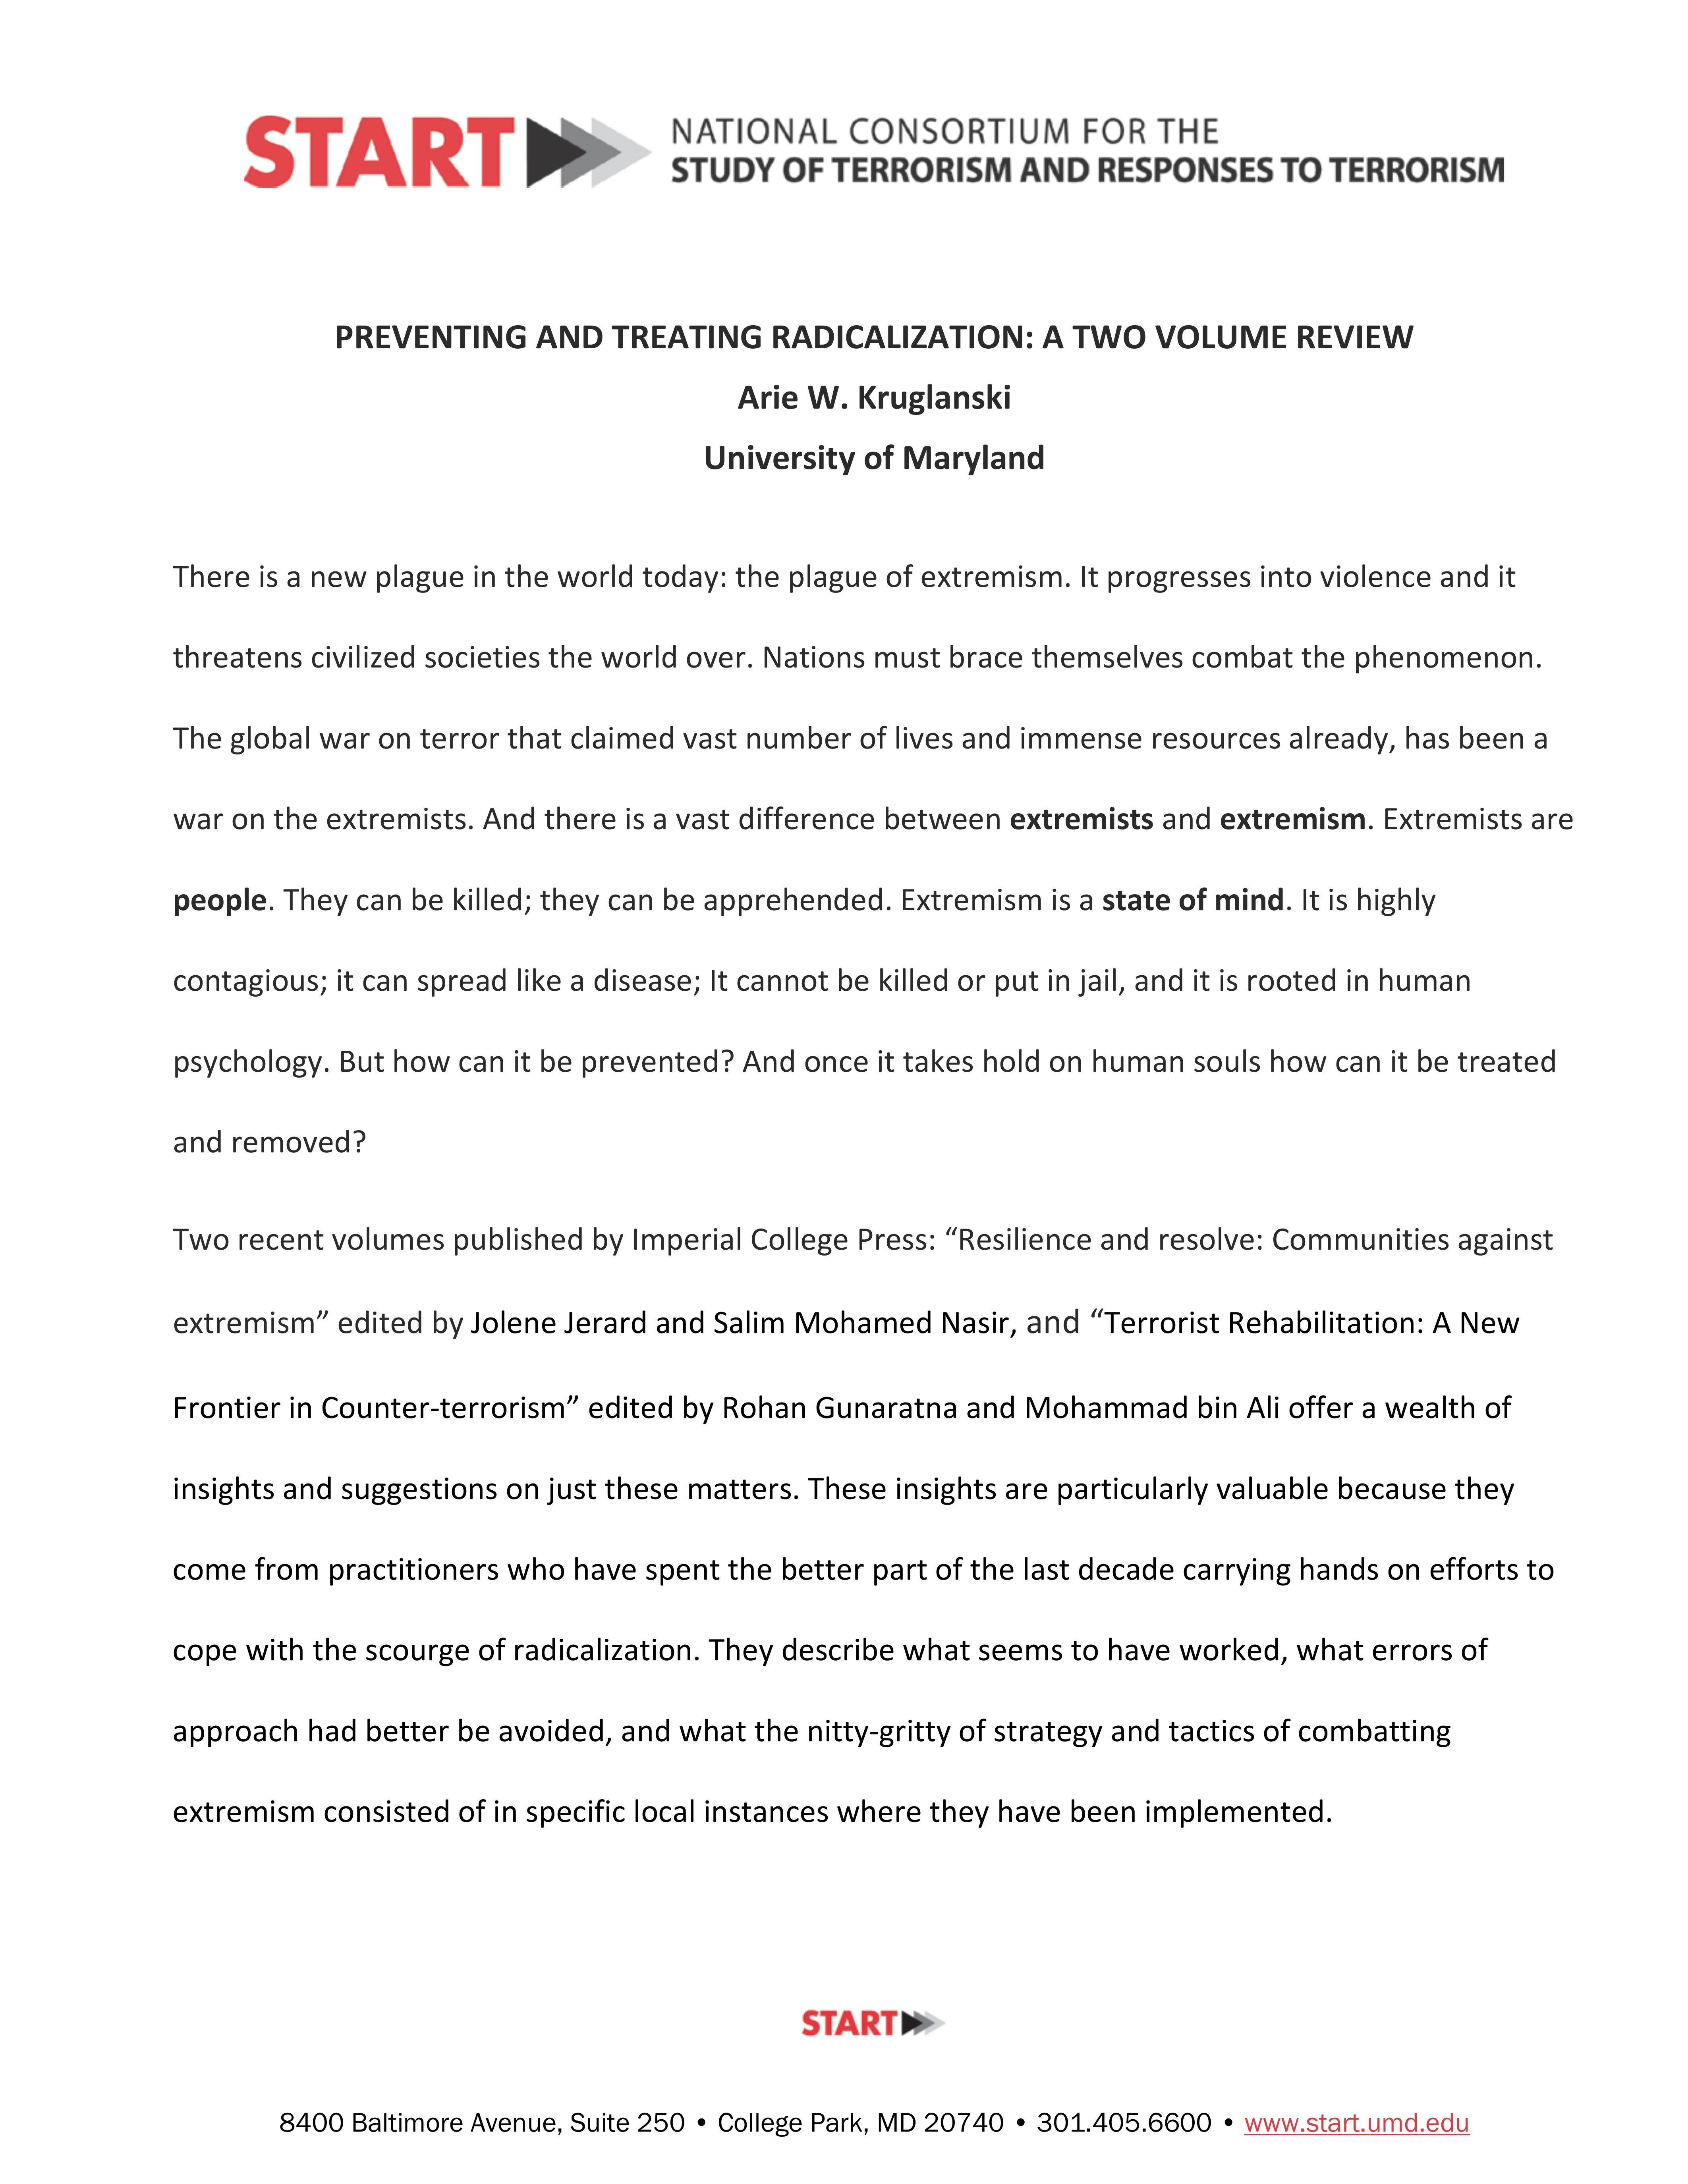 START NATIONAL CONSORTIUM FOR THE
STUDY OF TERRORISM AND RESPONSES TO TERRORISM
PREVENTING AND TREATING RADICALIZATION: A TWO VOLUME REVIEW
Arie W. Kruglanski
University of Maryland
There is a new plague in the world today: the plague of extremism. It progresses into violence and it
threatens civilized societies the world over. Nations must brace themselves combat the phenomenon.
The global war on terror that claimed vast number of lives and immense resources already, has been a
war on the extremists. And there is a vast difference between extremists and extremism. Extremists are
people. They can be killed; they can be apprehended. Extremism is a state of mind. It is highly
contagious; it can spread like a disease; It cannot be killed or put in jail, and it is rooted in human
psychology. But how can it be prevented? And once it takes hold on human souls how can it be treated
and removed?
Two recent volumes published by Imperial College Press: “Resilience and resolve: Communities against
extremism” edited by Jolene Jerard and Salim Mohamed Nasir, and “Terrorist Rehabilitation: A New
Frontier in Counter-terrorism” edited by Rohan Gunaratna and Mohammad bin Ali offer a wealth of
insights and suggestions on just these matters. These insights are particularly valuable because they
come from practitioners who have spent the better part of the last decade carrying hands on efforts to
cope with the scourge of radicalization. They describe what seems to have worked, what errors of
approach had better be avoided, and what the nitty-gritty of strategy and tactics of combatting
extremism consisted of in specific local instances where they have been implemented.
START
8400 Baltimore Avenue, Suite 250 • College Park, MD 20740 • 301.405.6600 • www.start.umd.edu